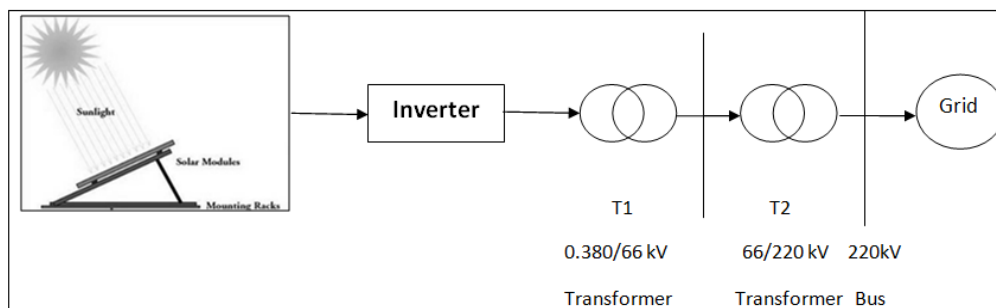 Sunlight
Solar Modules
Mounting Racks
Inverter
Grid
T1
T2
0.380/66 kV
66/220 kV
220kV
Transformer
Transformer
Bus